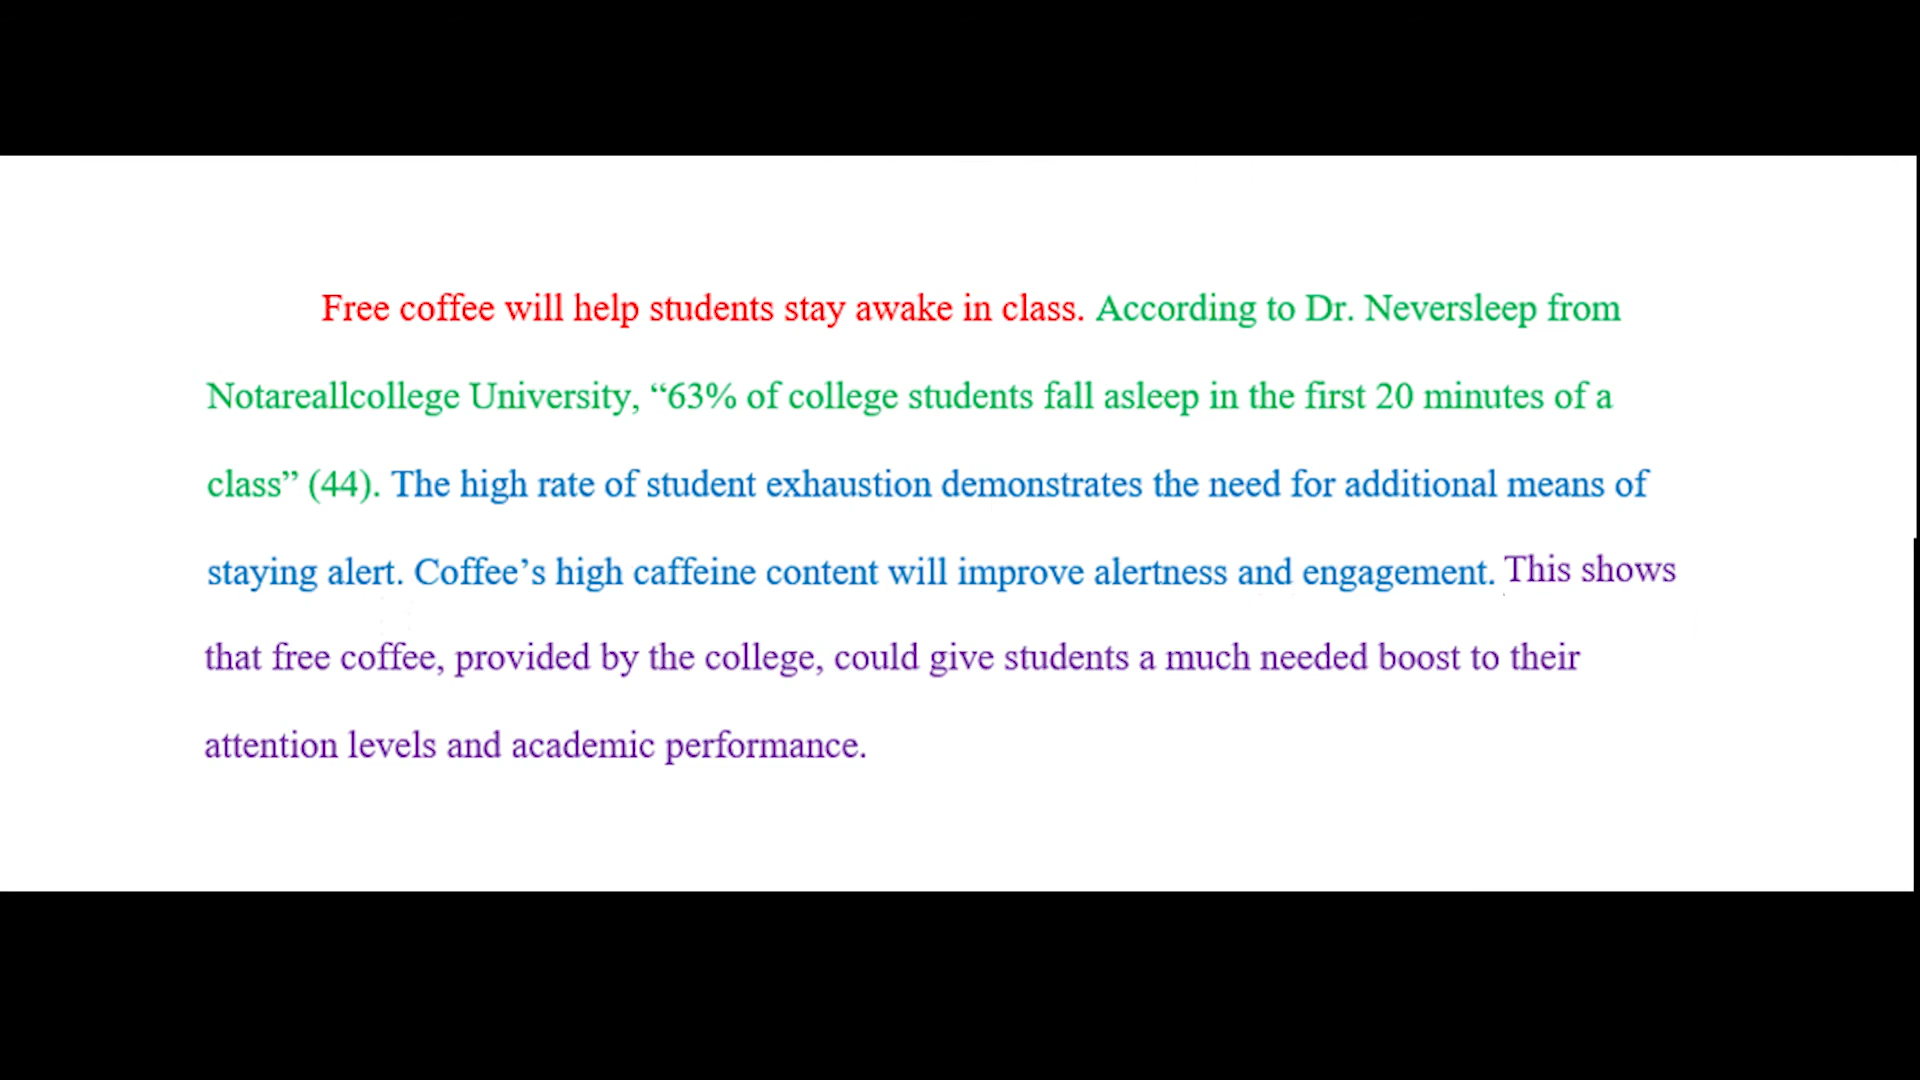 Free coffee will help students stay awake in class. According to Dr. Neversleep from
Notareallcollege University, “63% of college students fall asleep in the first 20 minutes of a
class” (44). The high rate of student exhaustion demonstrates the need for additional means of
staying alert. Coffee’s high caffeine content will improve alertness and engagement. This shows
that free coffee, provided by the college, could give students a much needed boost to their
attention levels and academic performance.